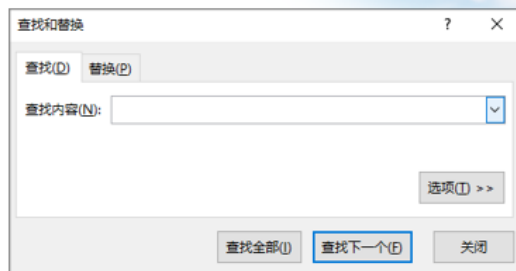 查找和替换 ?
查找(D) 替换(P)
查找内容(N):
选项(T) >>
查找全部(I) 查找下一个(F) 关闭